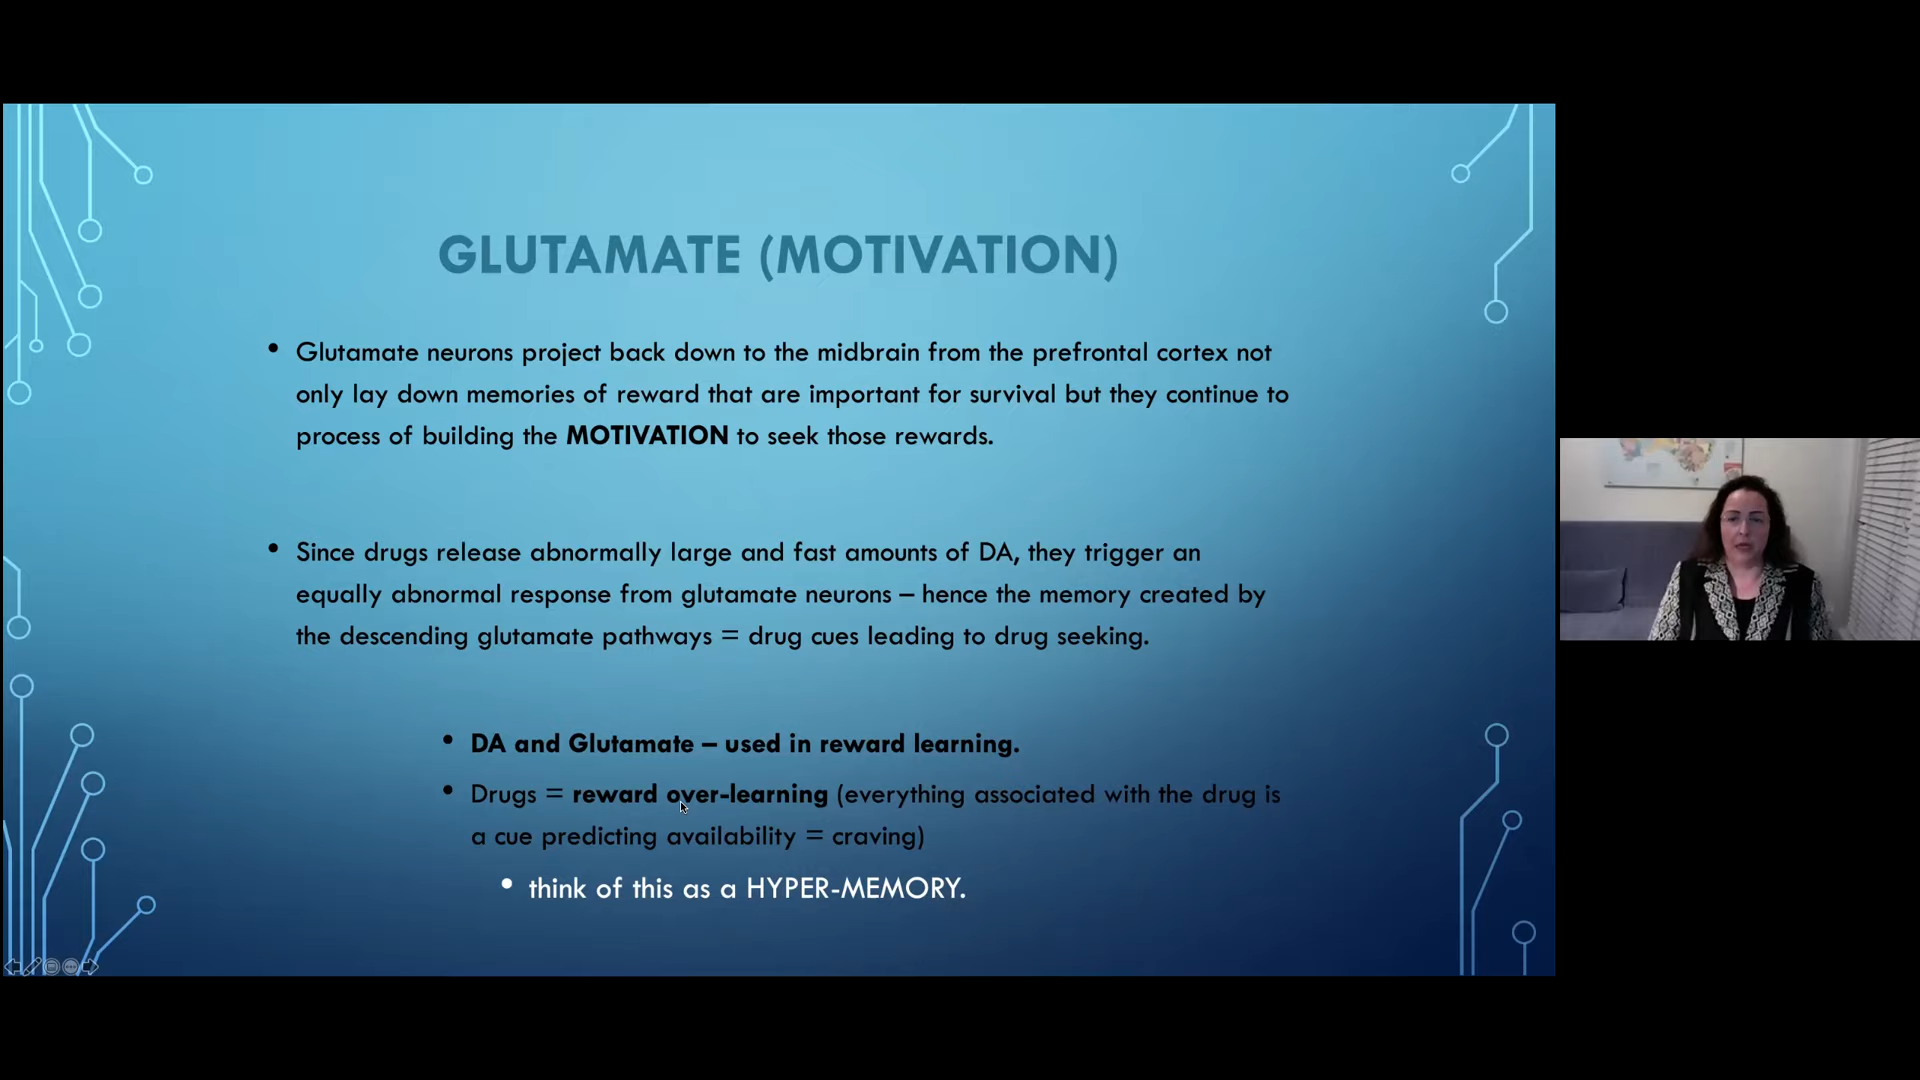 GLUTAMATE (MOTIVATION)
• Glutamate neurons project back down to the midbrain from the prefrontal cortex not
only lay down memories of reward that are important for survival but they continue to
process of building the MOTIVATION to seek those rewards.
• Since drugs release abnormally large and fast amounts of DA, they trigger an
equally abnormal response from glutamate neurons – hence the memory created by
the descending glutamate pathways = drug cues leading to drug seeking.
• DA and Glutamate – used in reward learning.
• Drugs = reward over-learning (everything associated with the drug is
a cue predicting availability = craving)
• think of this as a HYPER-MEMORY.